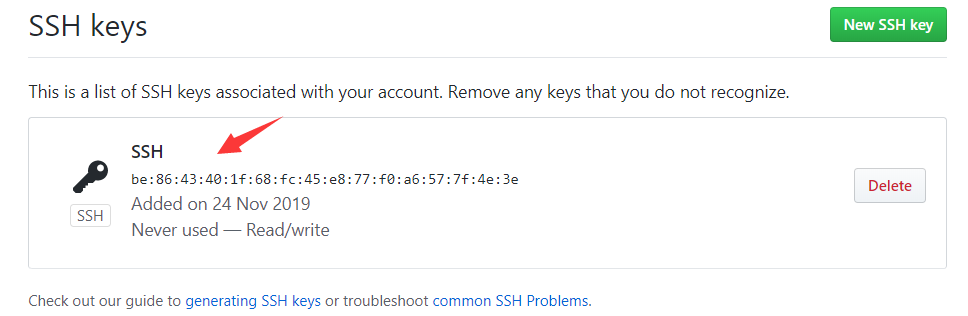 SSH keys
New SSH key
This is a list of SSH keys associated with your account. Remove any keys that you do not recognize.
SSH
be:86:43:40:1f:68:fc:45:e8:77:f0:a6:57:7f:4e:3e
Added on 24 Nov 2019
Never used — Read/write
SSH
Delete
Check out our guide to generating SSH keys or troubleshoot common SSH Problems.